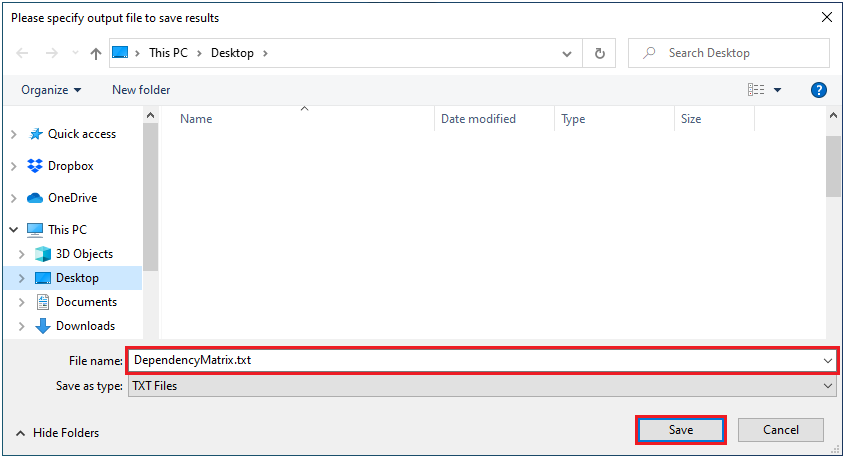 Please specify output file to save results
This PC > Desktop >
Search Desktop
Organize New folder
?
Name Date modified Type Size
Quick access
Dropbox
OneDrive
This PC
3D Objects
Desktop
Documents
Downloads
File name: DependencyMatrix.txt
Save as type: TXT Files
Hide Folders Save Cancel